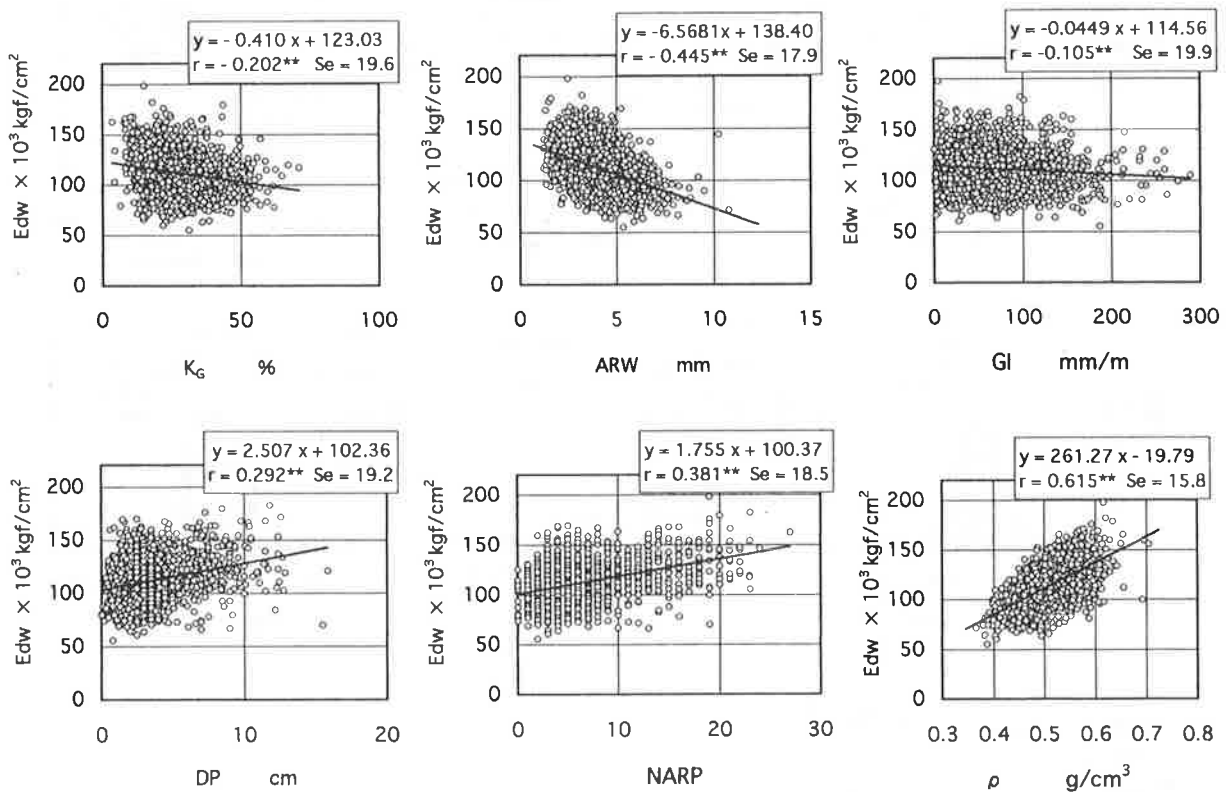 y = - 0.410 x + 123.03
r = - 0.202** Se = 19.6
Edw × 10³ kgf/cm²
200
150
100
50
0
0 50 100
K_G %
y = -6.5681x + 138.40
r = - 0.445** Se = 17.9
Edw × 10³ kgf/cm²
200
150
100
50
0
0 5 10 15
ARW mm
y = -0.0449x + 114.56
r = -0.105** Se = 19.9
Edw × 10³ kgf/cm²
200
150
100
50
0
0 100 200 300
GI mm/m
y = 2.507 x + 102.36
r = 0.292** Se = 19.2
Edw × 10³ kgf/cm²
200
150
100
50
0
0 10 20
DP cm
y = 1.755 x + 100.37
r = 0.381** Se = 18.5
Edw × 10³ kgf/cm²
200
150
100
50
0
0 10 20 30
NARP
y = 261.27 x - 19.79
r = 0.615** Se = 15.8
Edw × 10³ kgf/cm²
200
150
100
50
0
0.3 0.4 0.5 0.6 0.7 0.8
ρ g/cm³